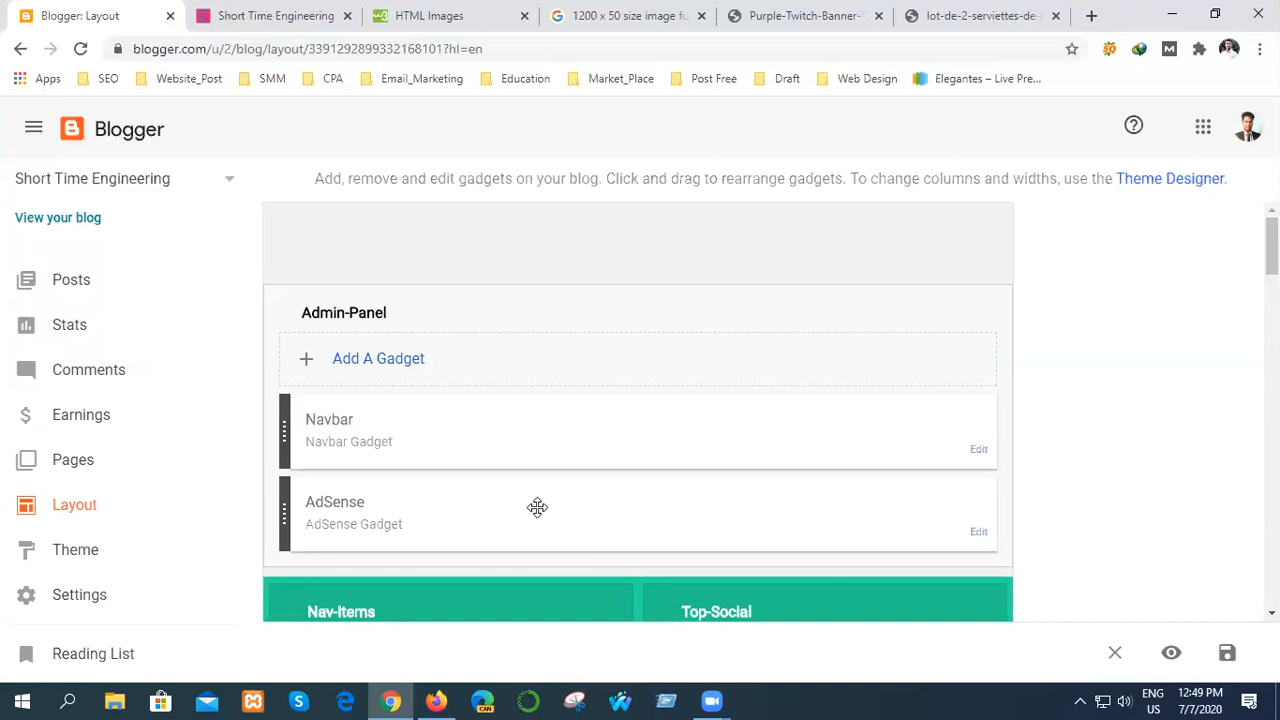 Blogger: Layout
Short Time Engineering
HTML Images
1200 x 50 size image fo
Purple-Twitch-Banner-
lot-de-2-serviettes-de-
blogger.com/u/2/blog/layout/3391292899332168101?hl=en
Apps
SEO
Website_Post
SMM
CPA
Email_Marketing
Education
Market_Place
Post Free
Draft
Web Design
Elegantes – Live Pre...
Blogger
Short Time Engineering
Add, remove and edit gadgets on your blog. Click and drag to rearrange gadgets. To change columns and widths, use the Theme Designer.
View your blog
Posts
Stats
Comments
Earnings
Pages
Layout
Theme
Settings
Reading List
Admin-Panel
Add A Gadget
Navbar
Navbar Gadget
Edit
AdSense
AdSense Gadget
Edit
Nav-Items
Top-Social
CAN
ENG
US
12:49 PM
7/7/2020